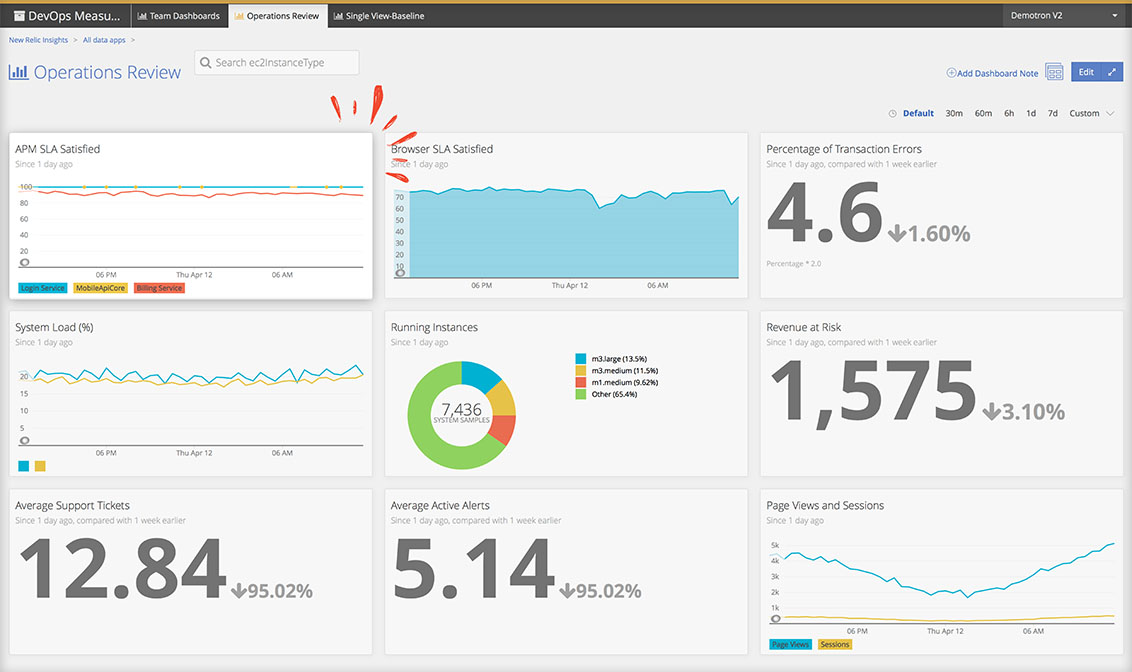 DevOps Measu...
Team Dashboards
Operations Review
Single View-Baseline
Demotron V2
New Relic Insights > All data apps >
Operations Review
Search ec2InstanceType
Add Dashboard Note
Edit
Default 30m 60m 6h 1d 7d Custom
APM SLA Satisfied
Since 1 day ago
100
80
60
40
20
0
06 PM Thu Apr 12 06 AM
Login Service MobileApiCore Billing Service
Browser SLA Satisfied
Since 1 day ago
70
60
50
40
30
20
10
0
06 PM Thu Apr 12 06 AM
Percentage of Transaction Errors
Since 1 day ago, compared with 1 week earlier
4.6 1.60%
Percentage * 2.0
System Load (%)
Since 1 day ago
20
15
10
5
0
06 PM Thu Apr 12 06 AM
Running Instances
Since 1 day ago
7,436
SYSTEM SAMPLES
m3.large (13.5%)
m3.medium (11.5%)
m1.medium (9.62%)
Other (65.4%)
Revenue at Risk
Since 1 day ago, compared with 1 week earlier
1,575 3.10%
Average Support Tickets
Since 1 day ago, compared with 1 week earlier
12.84 95.02%
Average Active Alerts
Since 1 day ago, compared with 1 week earlier
5.14 95.02%
Page Views and Sessions
Since 1 day ago
5k
4k
3k
2k
1k
0
06 PM Thu Apr 12 06 AM
Page Views Sessions